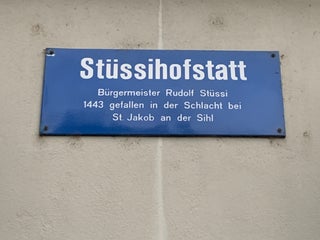 Stüssihofstatt
Bürgermeister Rudolf Stüssi
1443 gefallen in der Schlacht bei
St. Jakob an der Sihl